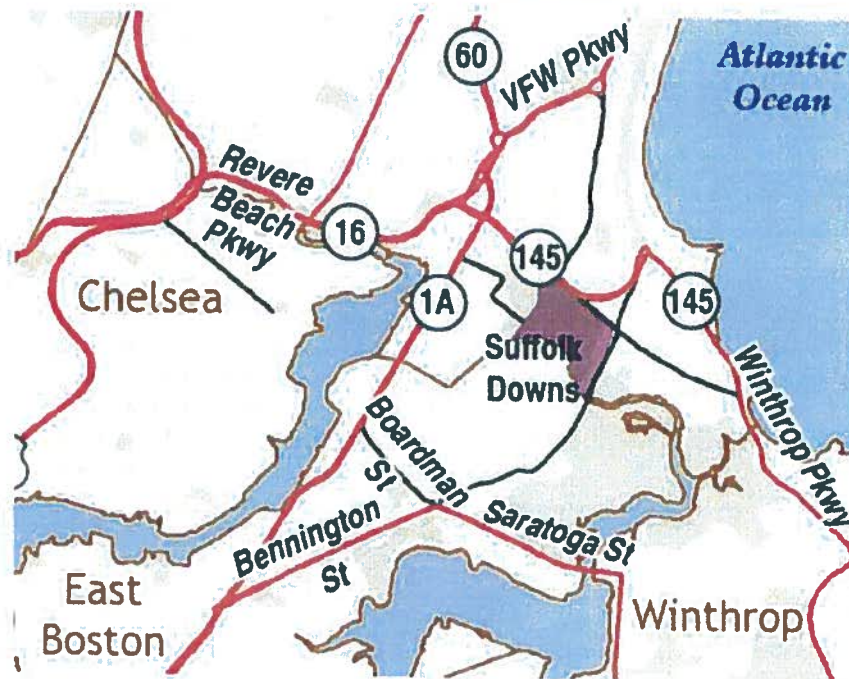 60
VFW Pkwy
Atlantic
Ocean
Revere
Beach
Pkwy
16
145
Chelsea
1A
145
Suffolk
Downs
Winthrop Pkwy
Boardman
St
Bennington
St
Saratoga St
East
Boston
Winthrop